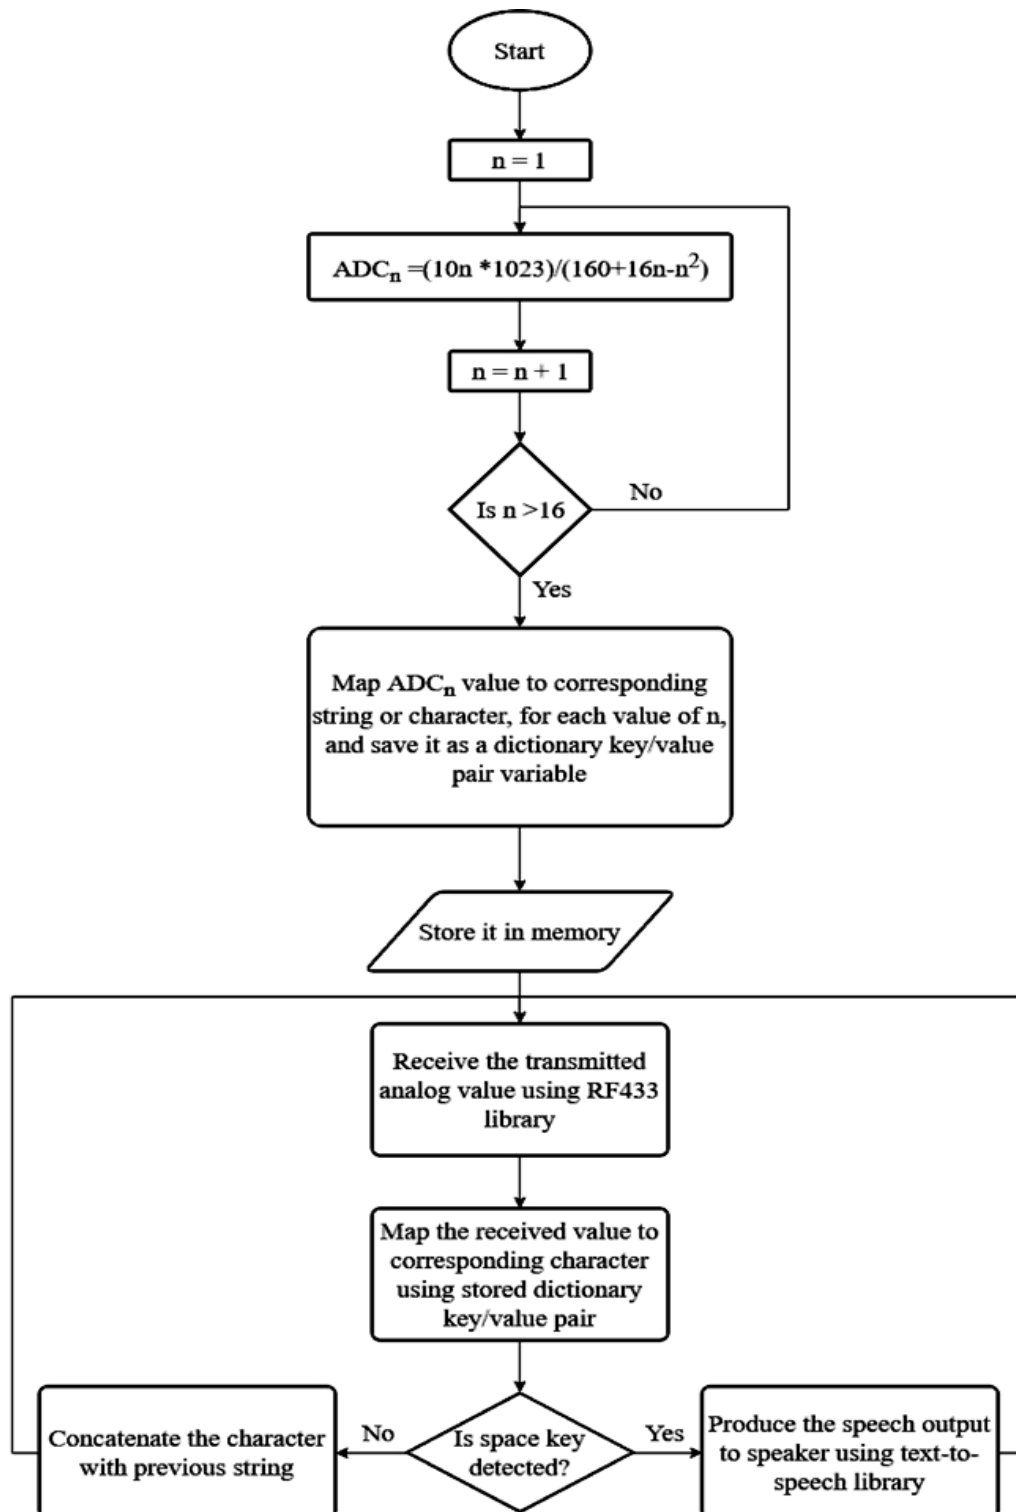 Start
n = 1
ADCn =(10n *1023)/(160+16n-n²)
n = n + 1
Is n >16
No
Yes
Map ADCn value to corresponding
string or character, for each value of n,
and save it as a dictionary key/value
pair variable
Store it in memory
Receive the transmitted
analog value using RF433
library
Map the received value to
corresponding character
using stored dictionary
key/value pair
Is space key
detected?
No
Yes
Concatenate the character
with previous string
Produce the speech output
to speaker using text-to-
speech library